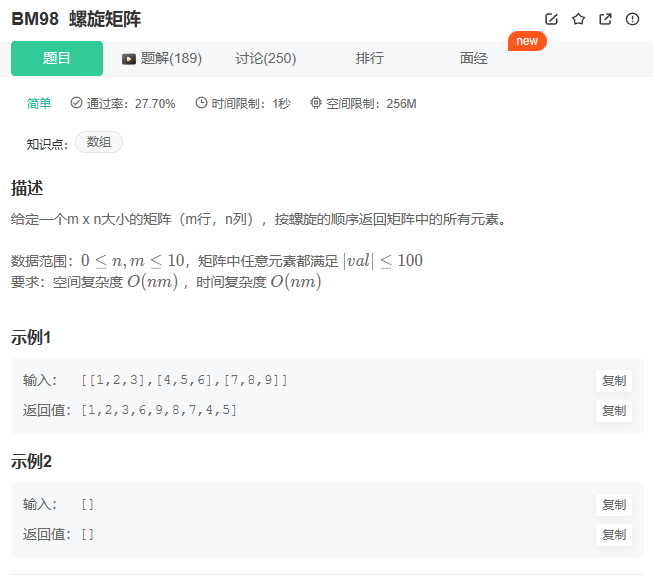 BM98 螺旋矩阵
题目 题解(189) 讨论(250) 排行 面经 new
简单 通过率：27.70% 时间限制：1秒 空间限制：256M
知识点： 数组
描述
给定一个m x n大小的矩阵（m行，n列），按螺旋的顺序返回矩阵中的所有元素。
数据范围：0 ≤ n, m ≤ 10，矩阵中任意元素都满足 |val| ≤ 100
要求：空间复杂度 O(nm) ，时间复杂度 O(nm)
示例1
输入： [[1,2,3],[4,5,6],[7,8,9]] 复制
返回值：[1,2,3,6,9,8,7,4,5] 复制
示例2
输入： [] 复制
返回值：[] 复制